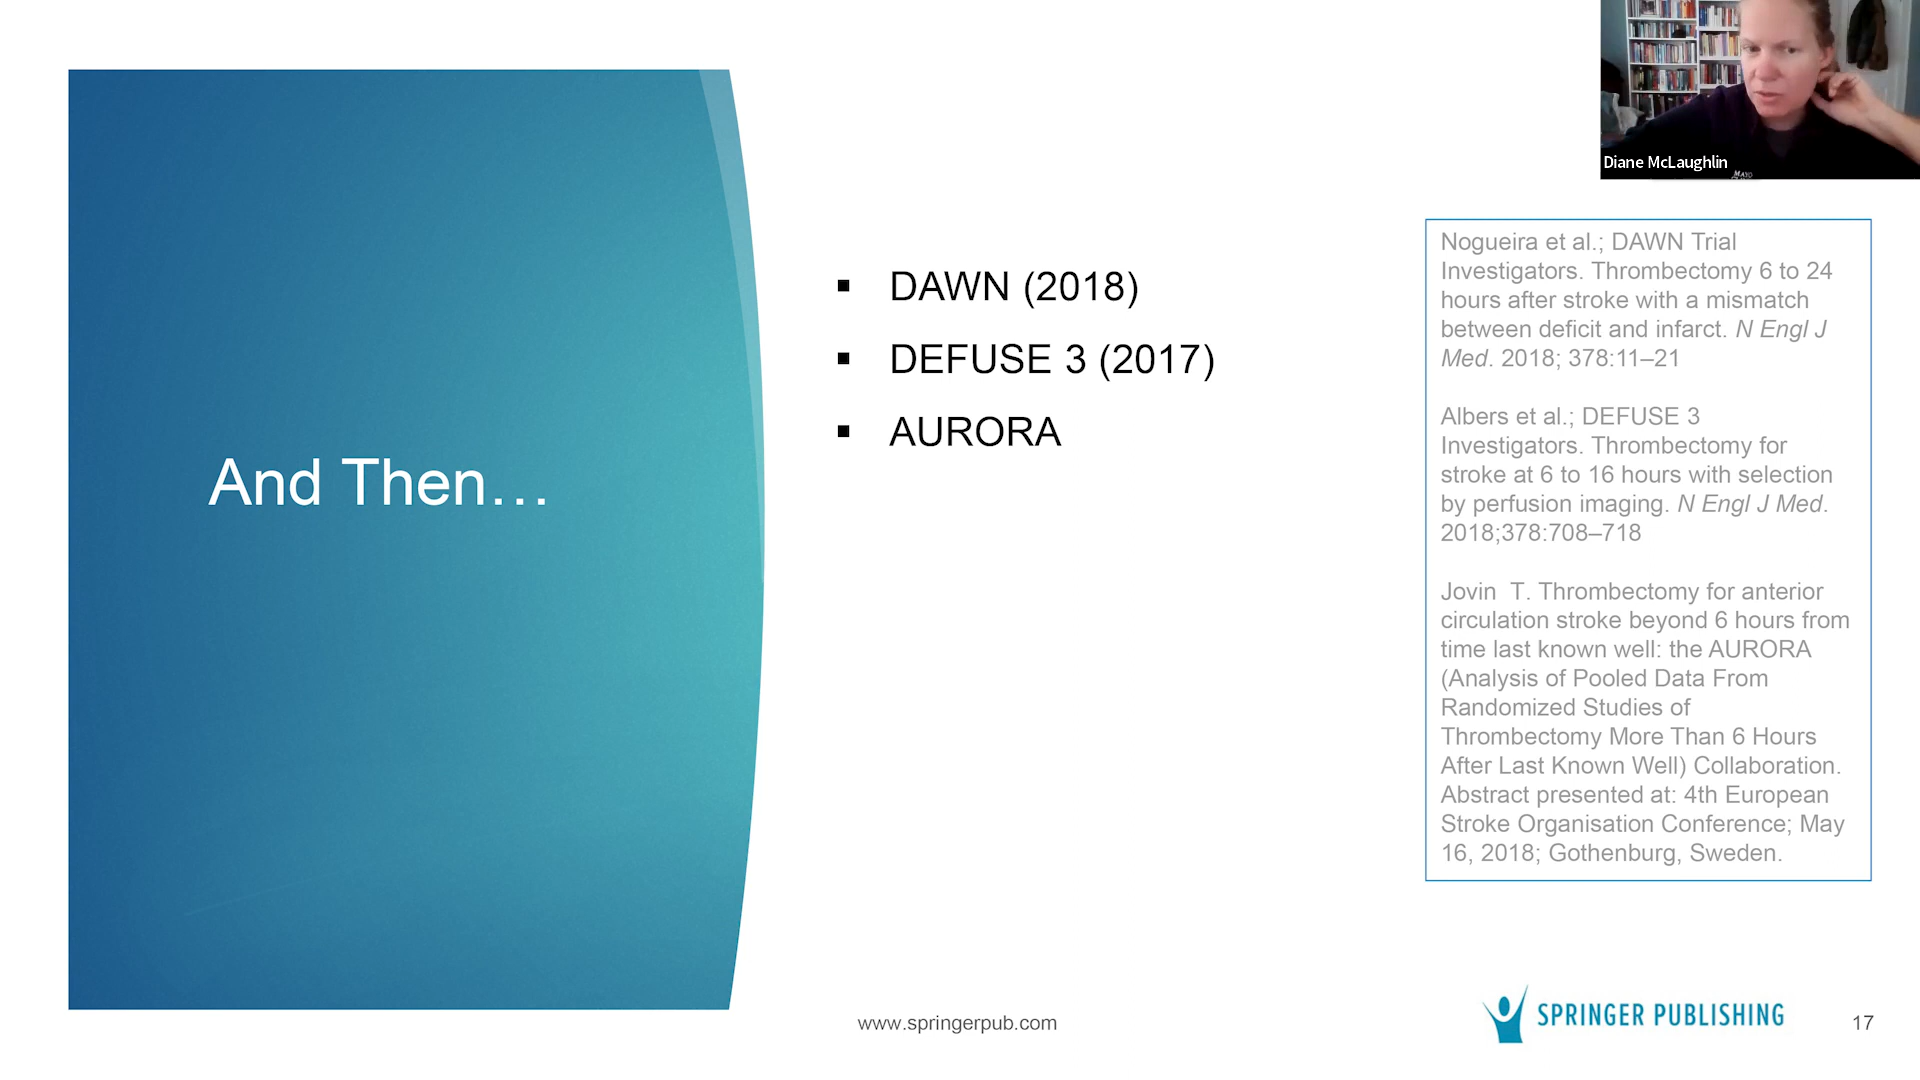 Diane McLaughlin
MAYO
And Then…
▪ DAWN (2018)
▪ DEFUSE 3 (2017)
▪ AURORA
Nogueira et al.; DAWN Trial
Investigators. Thrombectomy 6 to 24
hours after stroke with a mismatch
between deficit and infarct. N Engl J
Med. 2018; 378:11–21
Albers et al.; DEFUSE 3
Investigators. Thrombectomy for
stroke at 6 to 16 hours with selection
by perfusion imaging. N Engl J Med.
2018;378:708–718
Jovin  T. Thrombectomy for anterior
circulation stroke beyond 6 hours from
time last known well: the AURORA
(Analysis of Pooled Data From
Randomized Studies of
Thrombectomy More Than 6 Hours
After Last Known Well) Collaboration.
Abstract presented at: 4th European
Stroke Organisation Conference; May
16, 2018; Gothenburg, Sweden.
www.springerpub.com
SPRINGER PUBLISHING
17